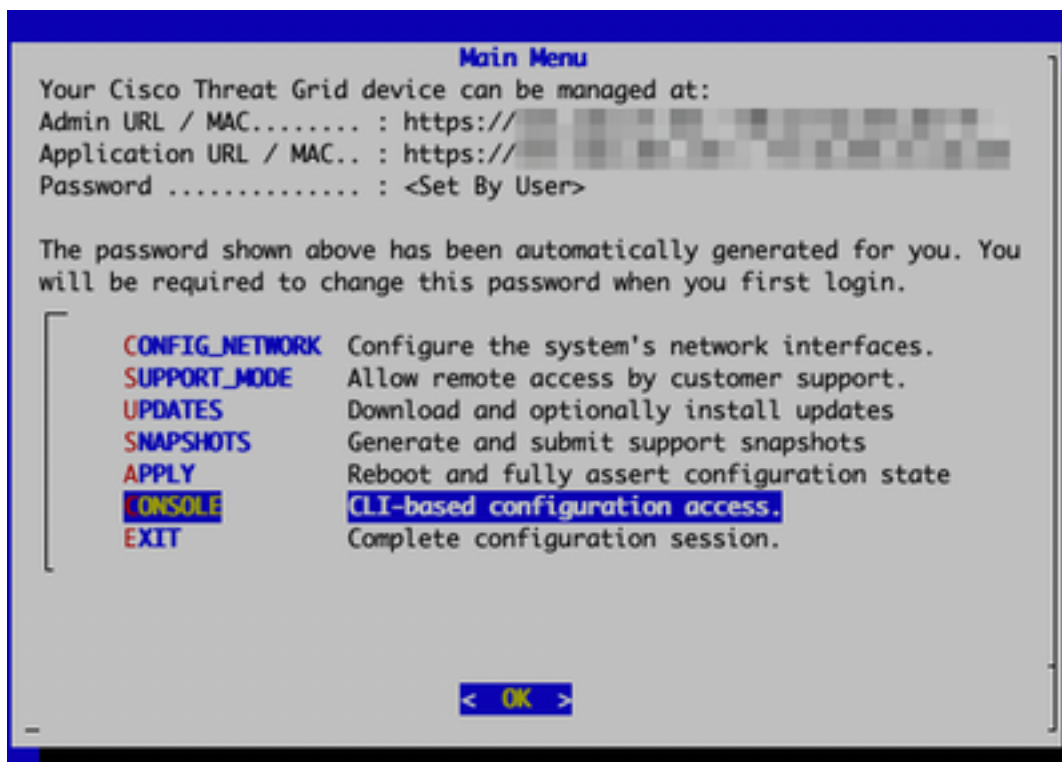 Main Menu
Your Cisco Threat Grid device can be managed at:
Admin URL / MAC........ : https://
Application URL / MAC.. : https://
Password .............. : <Set By User>
The password shown above has been automatically generated for you. You
will be required to change this password when you first login.
CONFIG_NETWORK Configure the system's network interfaces.
SUPPORT_MODE Allow remote access by customer support.
UPDATES Download and optionally install updates
SNAPSHOTS Generate and submit support snapshots
APPLY Reboot and fully assert configuration state
CONSOLE CLI-based configuration access.
EXIT Complete configuration session.
< OK >